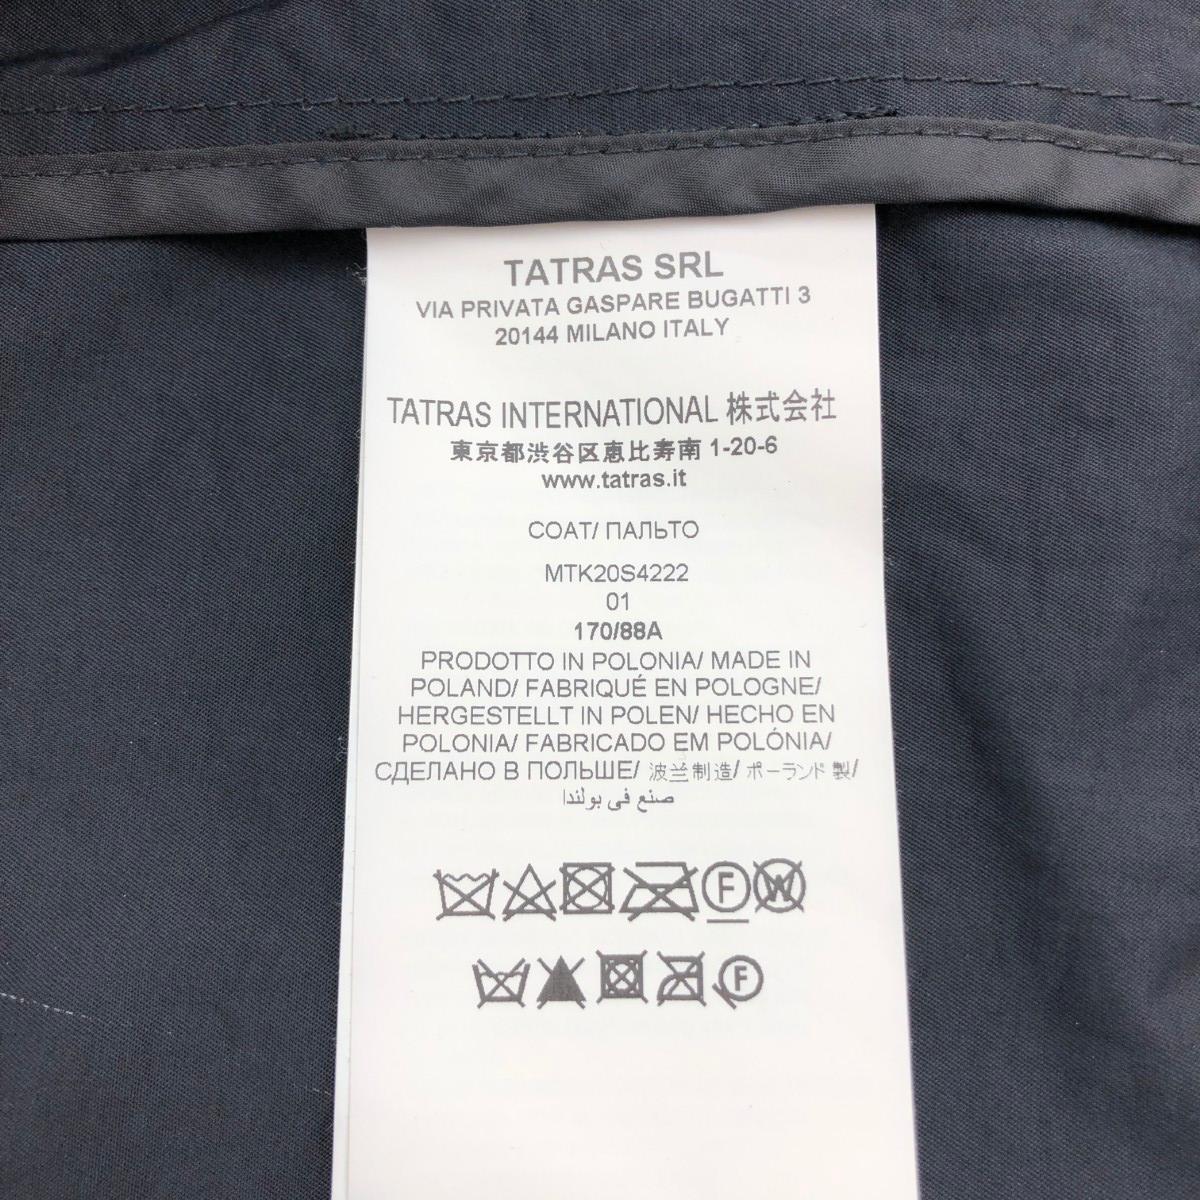 TATRAS SRL
VIA PRIVATA GASPARE BUGATTI 3
20144 MILANO ITALY
TATRAS INTERNATIONAL 株式会社
東京都渋谷区恵比寿南 1-20-6
www.tatras.it
COAT/ ПАЛЬТО
MTK20S4222
01
170/88A
PRODOTTO IN POLONIA/ MADE IN
POLAND/ FABRIQUÉ EN POLOGNE/
HERGESTELLT IN POLEN/ HECHO EN
POLONIA/ FABRICADO EM POLÓNIA/
СДЕЛАНО В ПОЛЬШЕ/ 波兰制造/ ポーランド製/
صنع في بولندا
F W
F